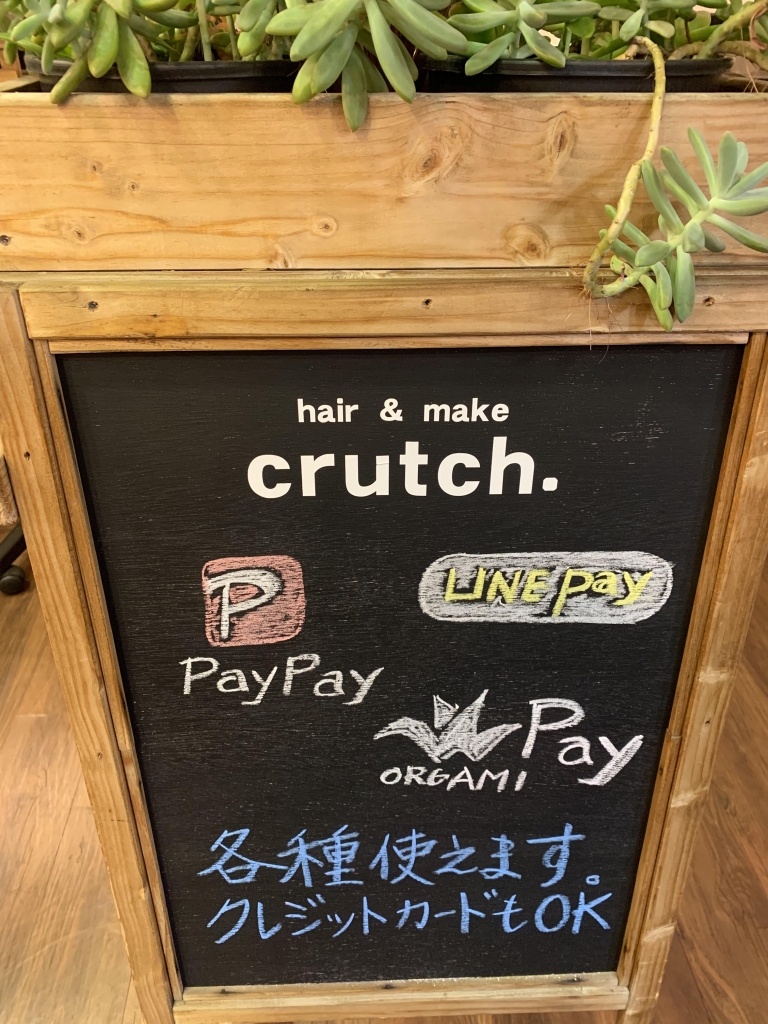 hair & make
crutch.
P
LINE pay
PayPay
Pay
ORGAMI
各種使えます。
クレジットカードもOK